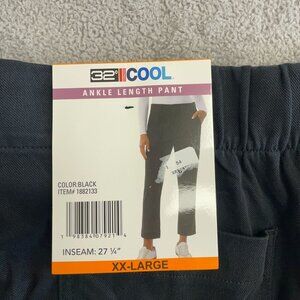 32° COOL
ANKLE LENGTH PANT
COLOR:BLACK
ITEM# 1882133
INSEAM: 27 ¼"
XX-LARGE